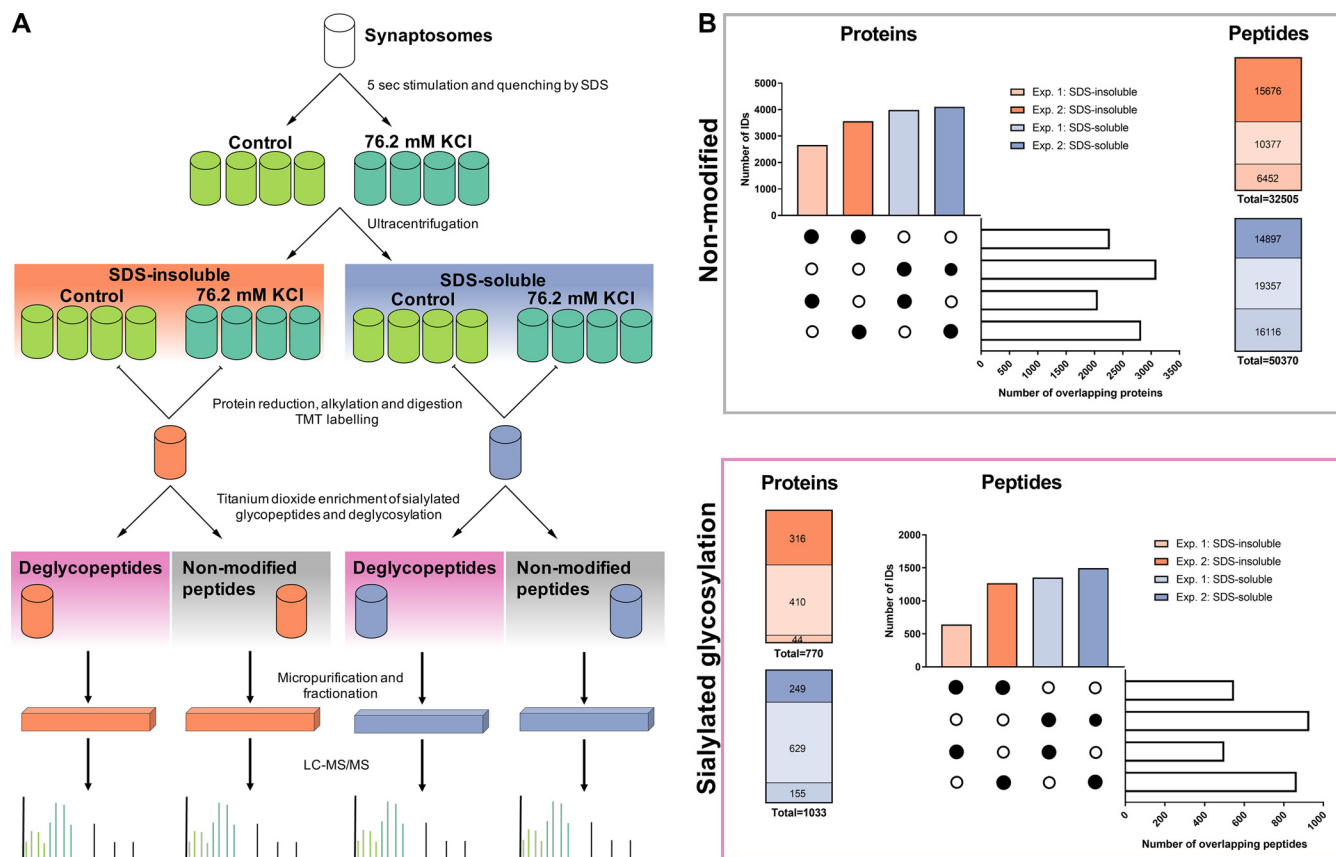 A
Synaptosomes
5 sec stimulation and quenching by SDS
Control
76.2 mM KCl
Ultracentrifugation
SDS-insoluble
Control
76.2 mM KCl
SDS-soluble
Control
76.2 mM KCl
Protein reduction, alkylation and digestion
TMT labelling
Titanium dioxide enrichment of sialylated
glycopeptides and deglycosylation
Deglycopeptides
Non-modified
peptides
Deglycopeptides
Non-modified
peptides
Micropurification and
fractionation
LC-MS/MS
B
Non-modified
Proteins
Number of IDs
5000
4000
3000
2000
1000
0
Exp. 1: SDS-insoluble
Exp. 2: SDS-insoluble
Exp. 1: SDS-soluble
Exp. 2: SDS-soluble
0
500
1000
1500
2000
2500
3000
3500
Number of overlapping proteins
Peptides
15676
10377
6452
Total=32505
14897
19357
16116
Total=50370
Sialylated glycosylation
Proteins
316
410
44
Total=770
249
629
155
Total=1033
Peptides
Number of IDs
2000
1500
1000
500
0
Exp. 1: SDS-insoluble
Exp. 2: SDS-insoluble
Exp. 1: SDS-soluble
Exp. 2: SDS-soluble
0
200
400
600
800
1000
Number of overlapping peptides